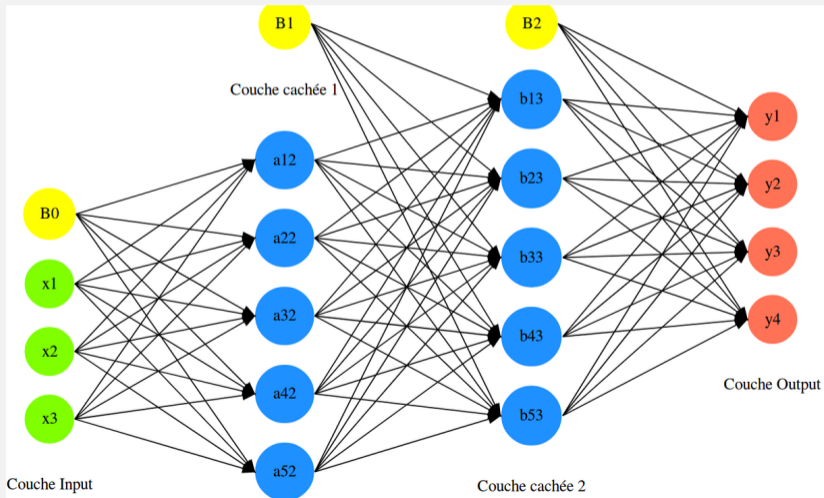 B1
B2
Couche cachée 1
b13
y1
a12
b23
y2
B0
a22
b33
y3
x1
a32
b43
y4
x2
a42
Couche Output
x3
b53
a52
Couche Input
Couche cachée 2